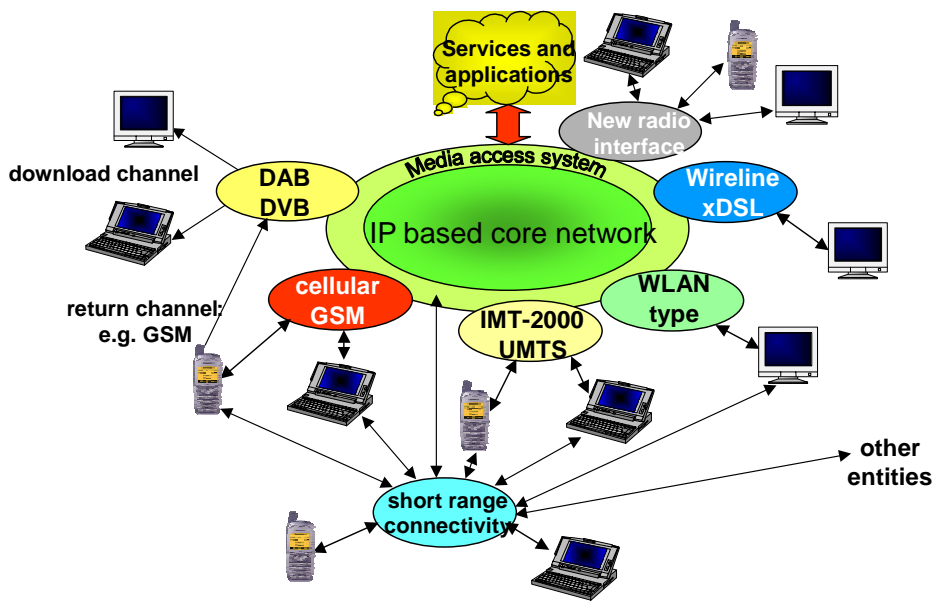 Services and
applications
New radio
interface
Media access system
download channel
DAB
DVB
Wireline
xDSL
IP based core network
return channel:
e.g. GSM
cellular
GSM
IMT-2000
UMTS
WLAN
type
other
entities
short range
connectivity